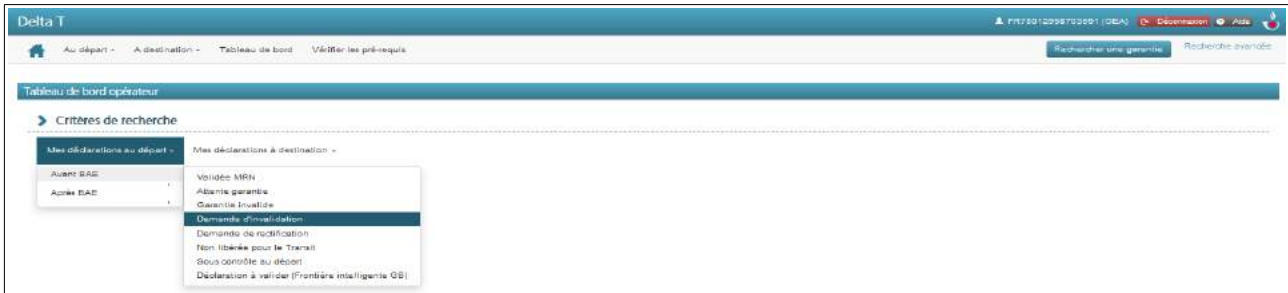 Delta T
(OEA) Déconnexion Aide
Au départ - A destination - Tableau de bord Vérifier les pré-requis Rechercher une garantie Recherche avancée
Tableau de bord opérateur
Critères de recherche
Mes déclarations au départ - Mes déclarations à destination -
Avant BAE
Après BAE
Validée MRN
Attente garantie
Garantie invalide
Demande d'invalidation
Demande de rectification
Non libérée pour le Transit
Sous contrôle au départ
Déclaration à valider (Frontière intelligente GB)